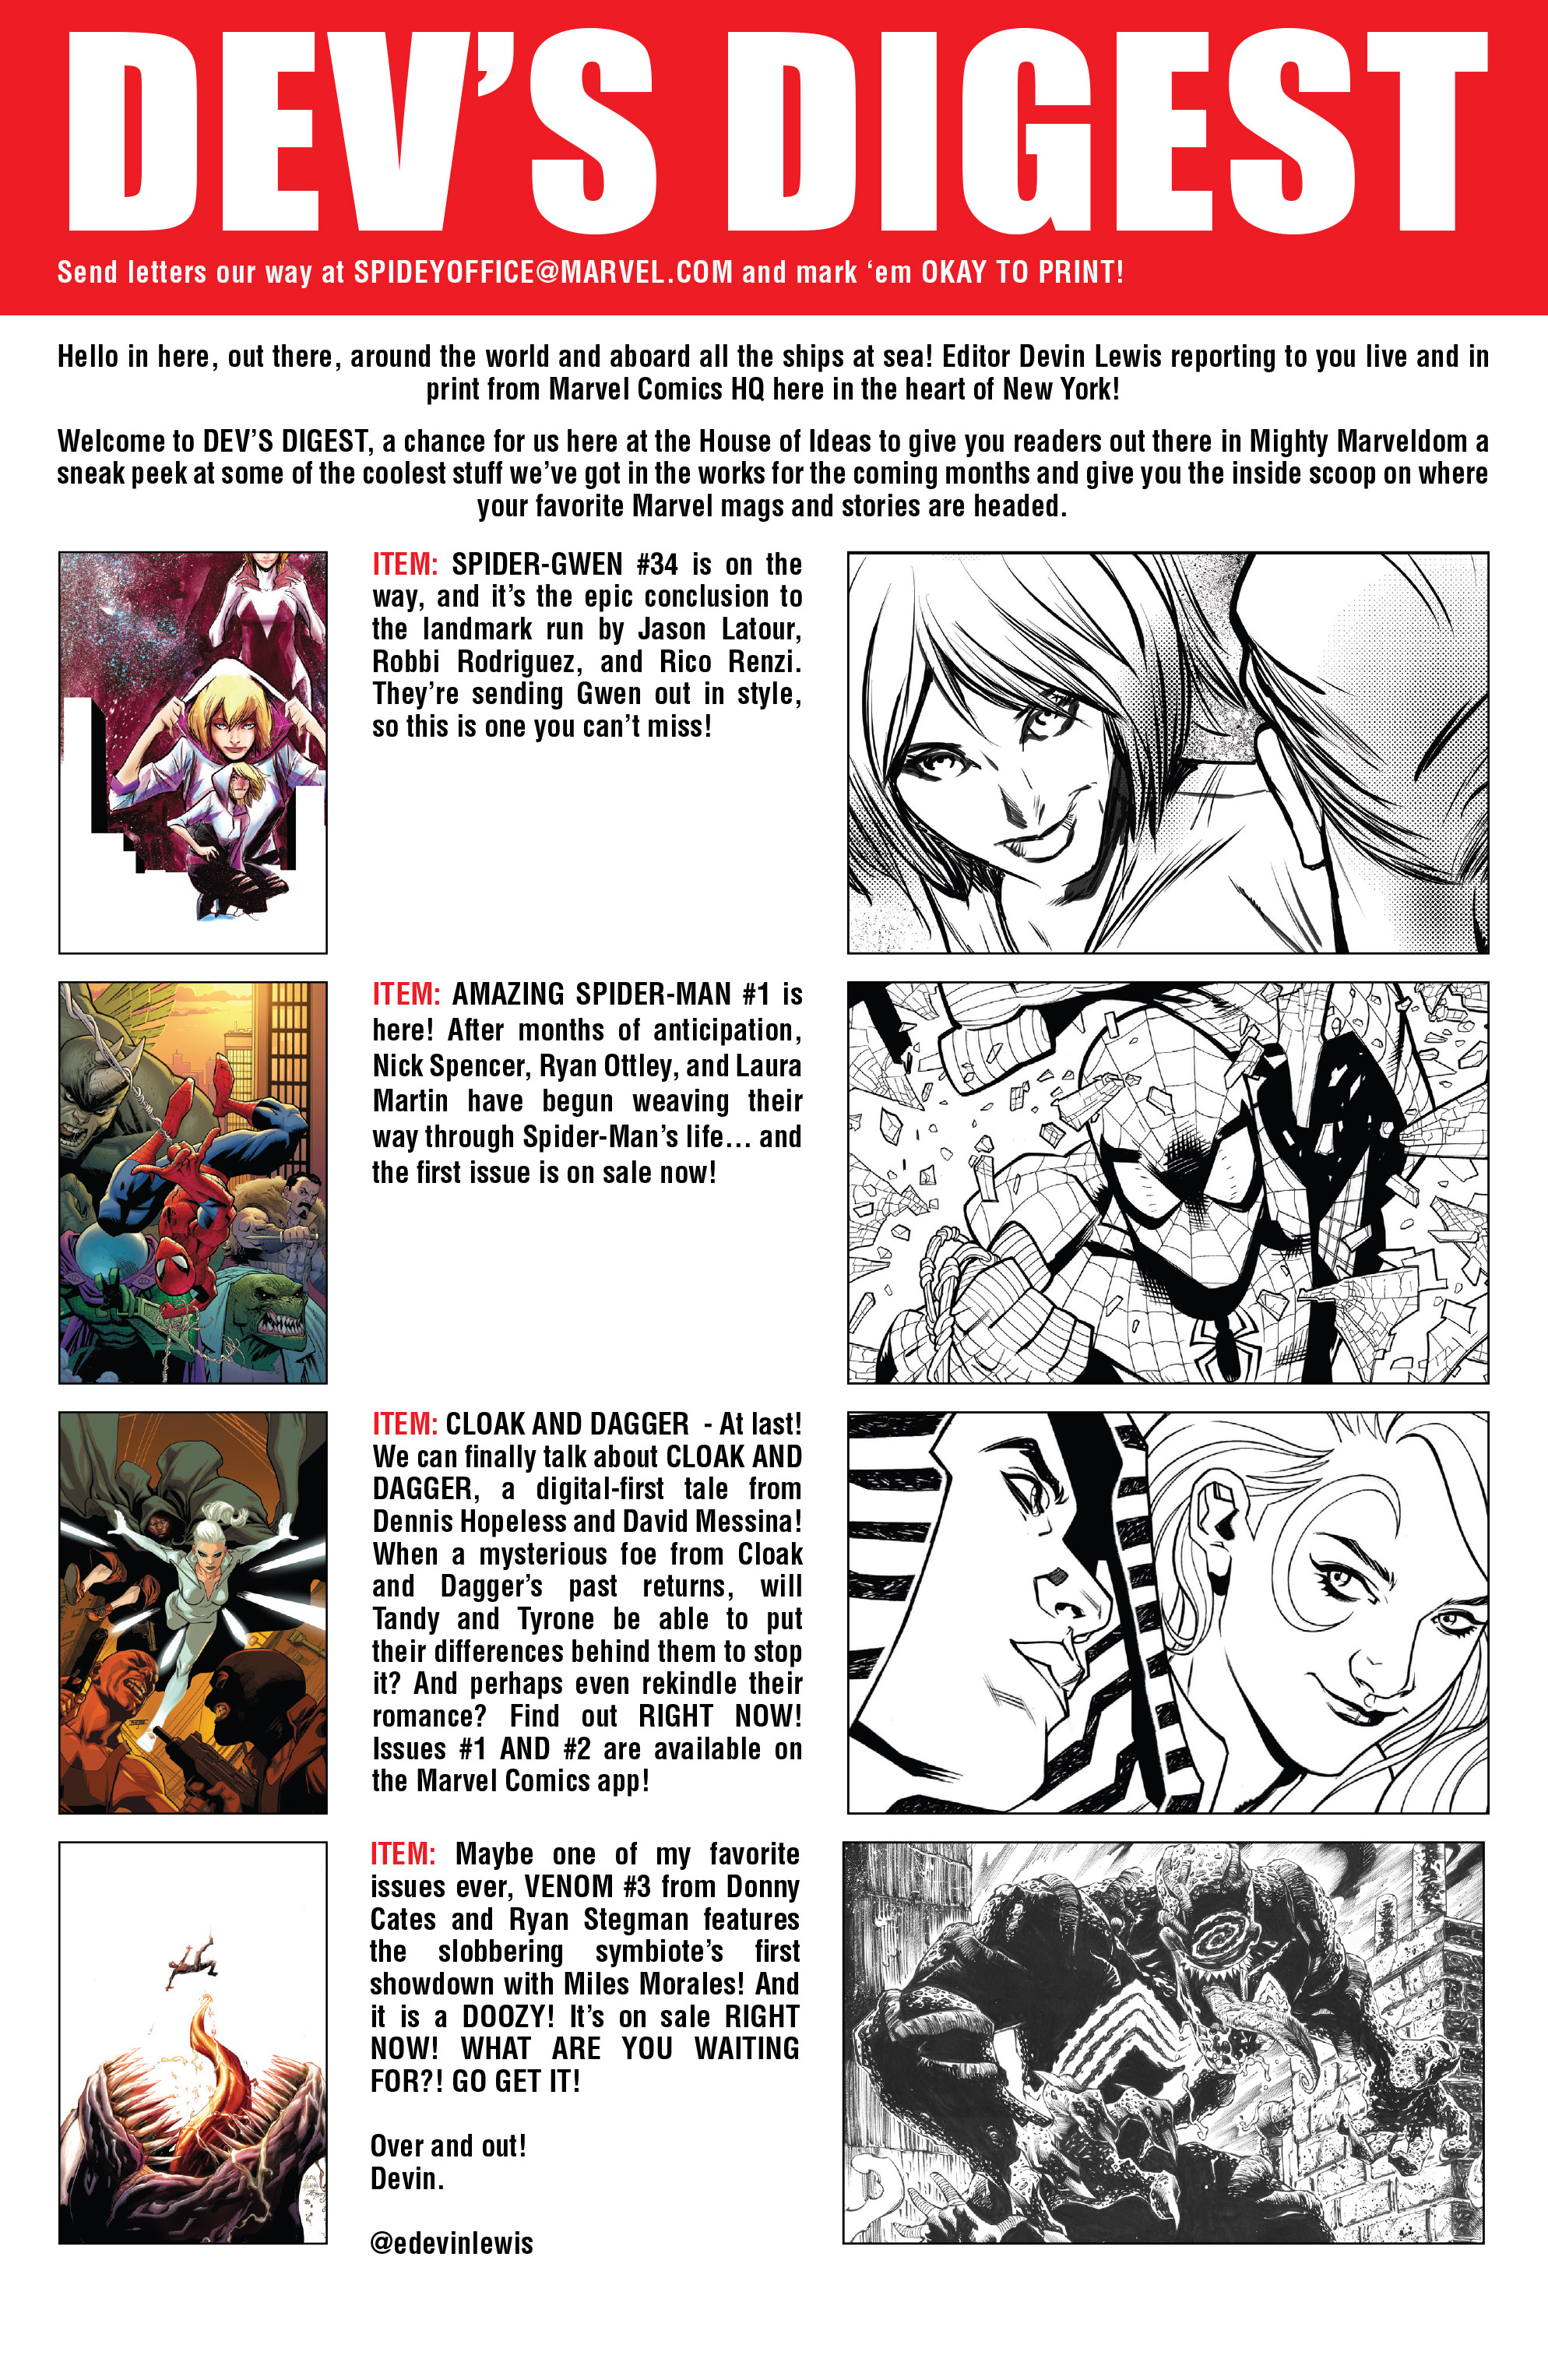 DEV'S DIGEST
Send letters our way at SPIDEYOFFICE@MARVEL.COM and mark ‘em OKAY TO PRINT!
Hello in here, out there, around the world and aboard all the ships at sea! Editor Devin Lewis reporting to you live and in
print from Marvel Comics HQ here in the heart of New York!
Welcome to DEV’S DIGEST, a chance for us here at the House of Ideas to give you readers out there in Mighty Marveldom a
sneak peek at some of the coolest stuff we’ve got in the works for the coming months and give you the inside scoop on where
your favorite Marvel mags and stories are headed.
ITEM: SPIDER-GWEN #34 is on the
way, and it’s the epic conclusion to
the landmark run by Jason Latour,
Robbi Rodriguez, and Rico Renzi.
They’re sending Gwen out in style,
so this is one you can’t miss!
ITEM: AMAZING SPIDER-MAN #1 is
here! After months of anticipation,
Nick Spencer, Ryan Ottley, and Laura
Martin have begun weaving their
way through Spider-Man’s life... and
the first issue is on sale now!
ITEM: CLOAK AND DAGGER - At last!
We can finally talk about CLOAK AND
DAGGER, a digital-first tale from
Dennis Hopeless and David Messina!
When a mysterious foe from Cloak
and Dagger’s past returns, will
Tandy and Tyrone be able to put
their differences behind them to stop
it? And perhaps even rekindle their
romance? Find out RIGHT NOW!
Issues #1 AND #2 are available on
the Marvel Comics app!
ITEM: Maybe one of my favorite
issues ever, VENOM #3 from Donny
Cates and Ryan Stegman features
the slobbering symbiote’s first
showdown with Miles Morales! And
it is a DOOZY! It’s on sale RIGHT
NOW! WHAT ARE YOU WAITING
FOR?! GO GET IT!
Over and out!
Devin.
@edevinlewis